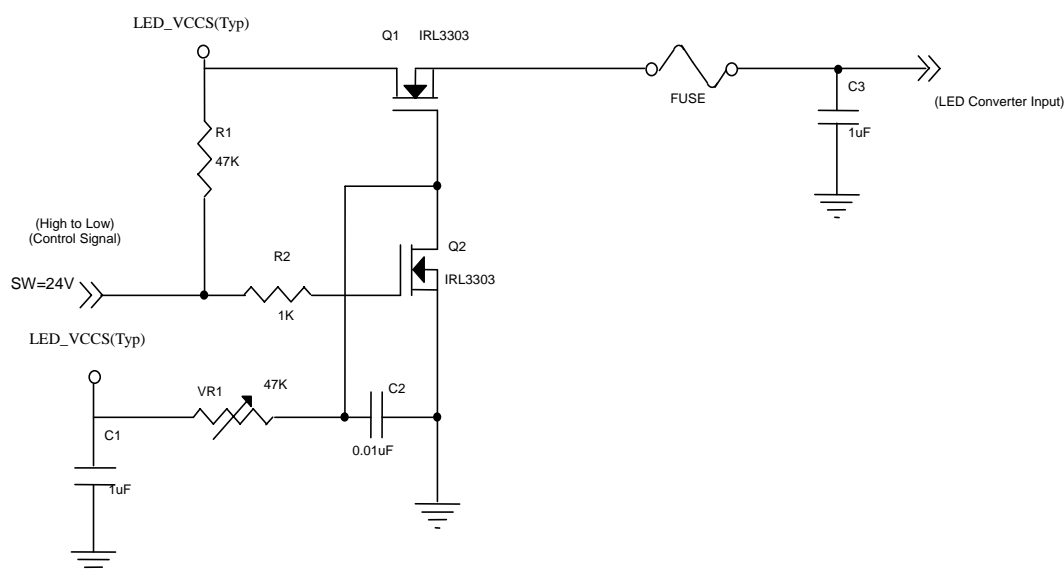 LED_VCCS(Typ)
Q1 IRL3303
FUSE
C3
1uF
(LED Converter Input)
R1
47K
(High to Low)
(Control Signal)
SW=24V
R2
1K
Q2
IRL3303
LED_VCCS(Typ)
VR1
47K
C2
0.01uF
C1
1uF